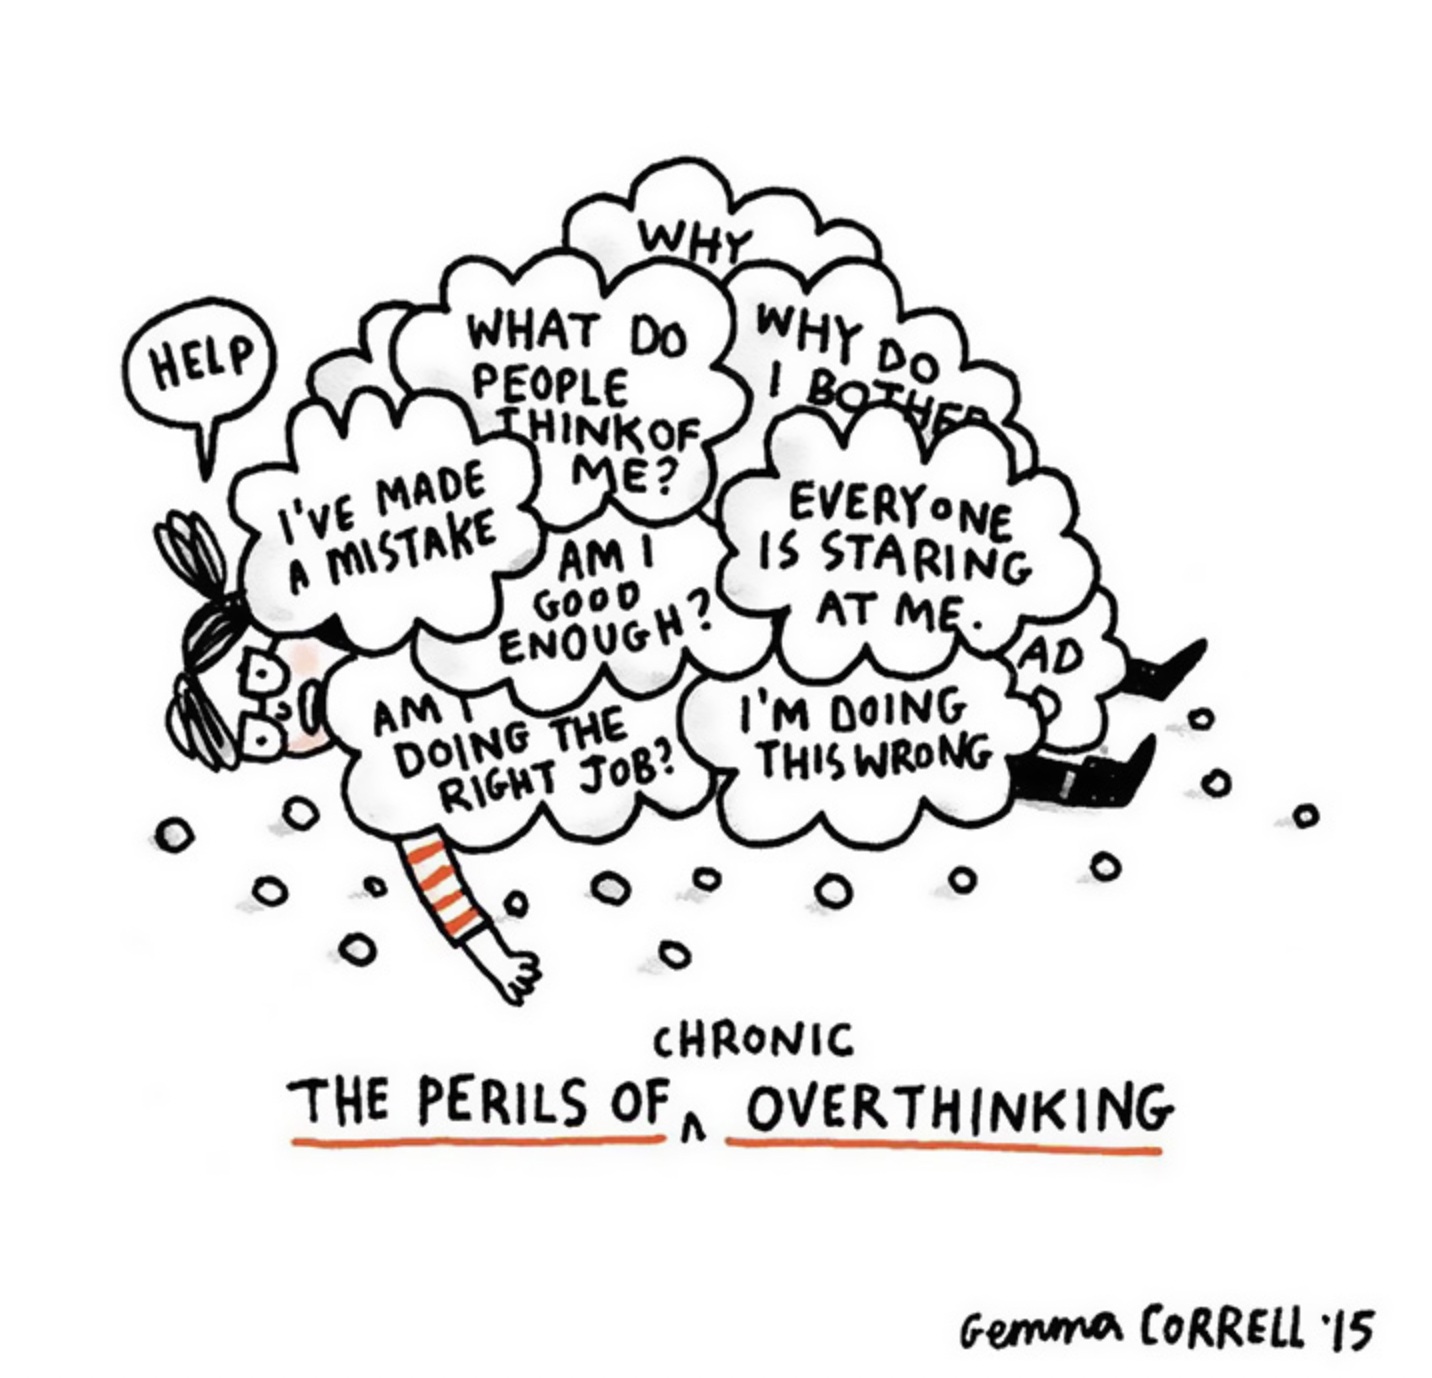 WHY
HELP
WHAT DO
PEOPLE
THINK OF
ME?
WHY DO
I BOTHER
I'VE MADE
A MISTAKE
EVERYONE
IS STARING
AT ME.
AM I
GOOD
ENOUGH?
AD
AM I
DOING THE
RIGHT JOB?
I'M DOING
THIS WRONG
CHRONIC
THE PERILS OF ^ OVERTHINKING
Gemma CORRELL '15